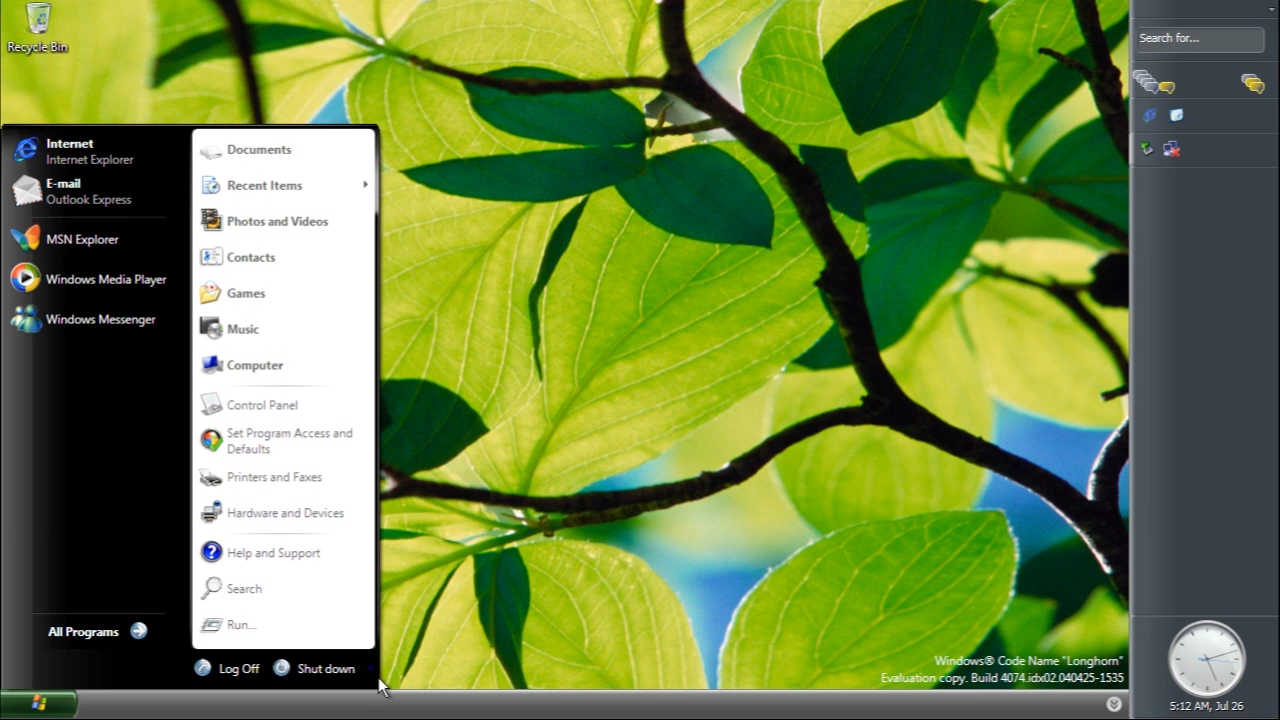 Recycle Bin
Internet
Internet Explorer
E-mail
Outlook Express
MSN Explorer
Windows Media Player
Windows Messenger
All Programs
Documents
Recent Items
Photos and Videos
Contacts
Games
Music
Computer
Control Panel
Set Program Access and
Defaults
Printers and Faxes
Hardware and Devices
Help and Support
Search
Run...
Log Off
Shut down
Search for...
Windows® Code Name "Longhorn"
Evaluation copy. Build 4074.idx02.040425-1535
5:12 AM, Jul 26